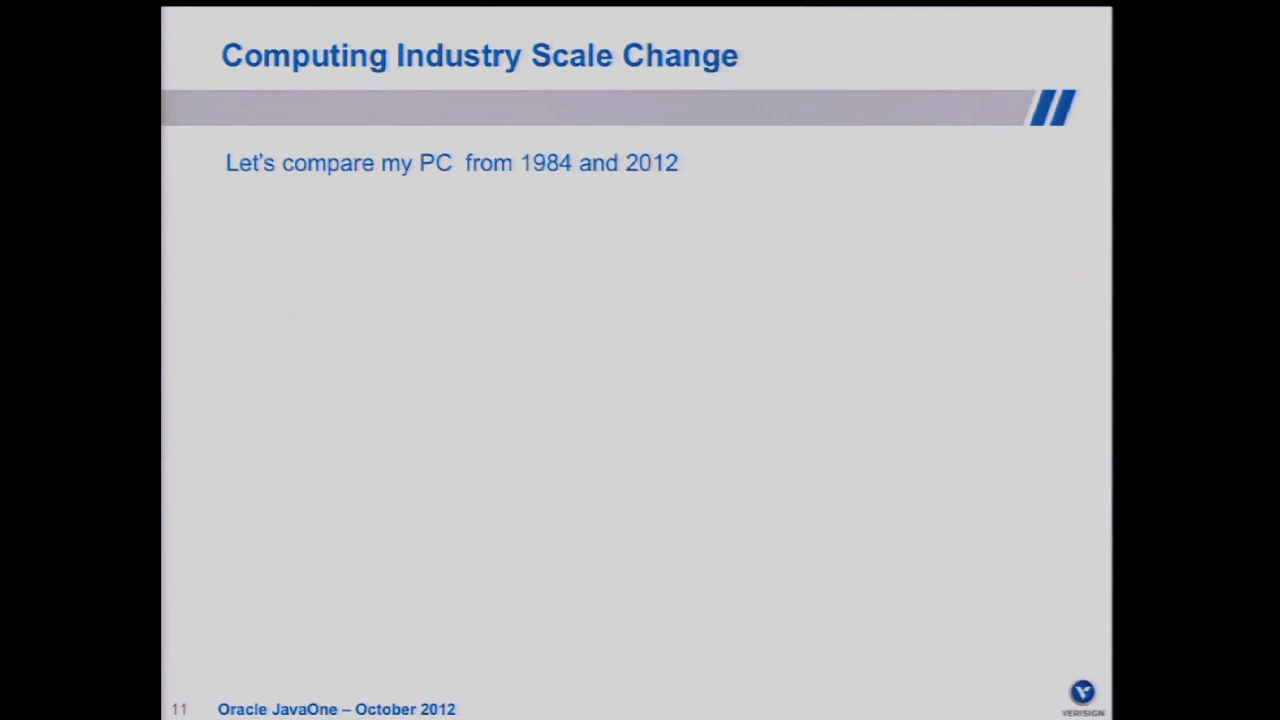 Computing Industry Scale Change
Let's compare my PC from 1984 and 2012
11 Oracle JavaOne – October 2012
VERISIGN